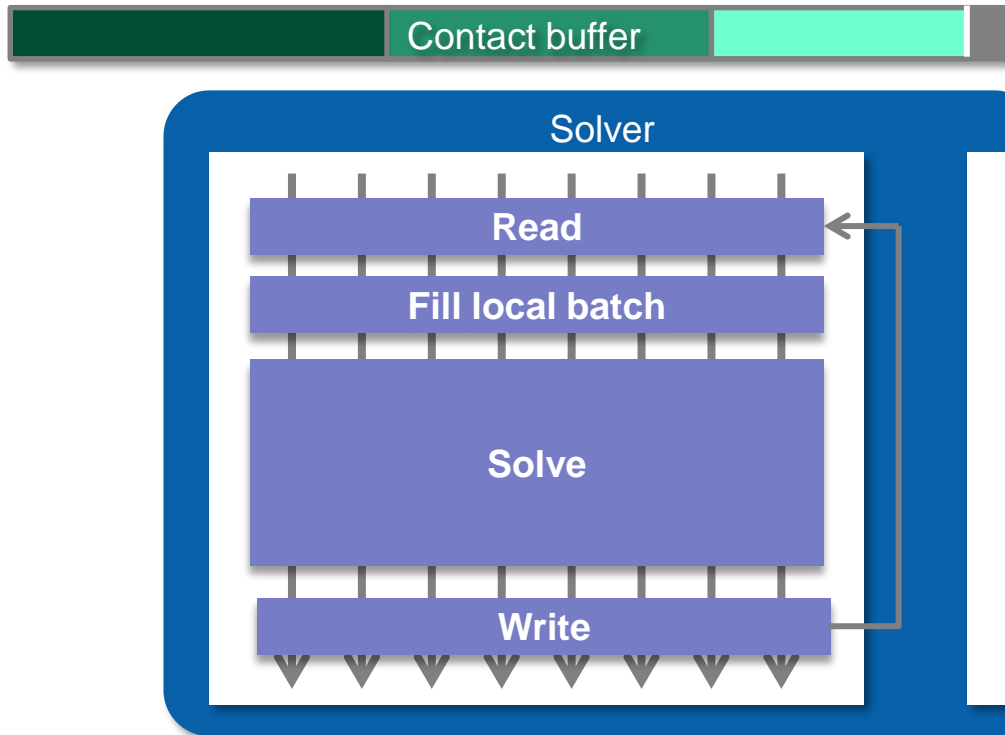 Contact buffer
Solver
Read
Fill local batch
Solve
Write